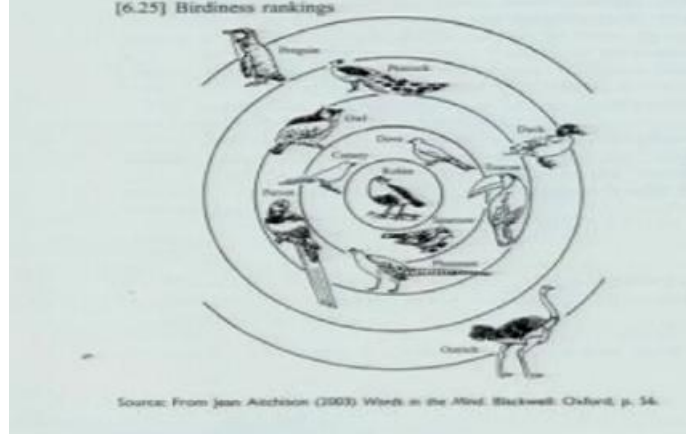 [6.25] Birdiness rankings
Penguin
Peacock
Owl
Duck
Dove
Canary
Robin
Toucan
Parrot
Sparrow
Pheasant
Ostrich
Source: From Jean Aitchison (2003) Words in the Mind. Blackwell: Oxford, p. 56.